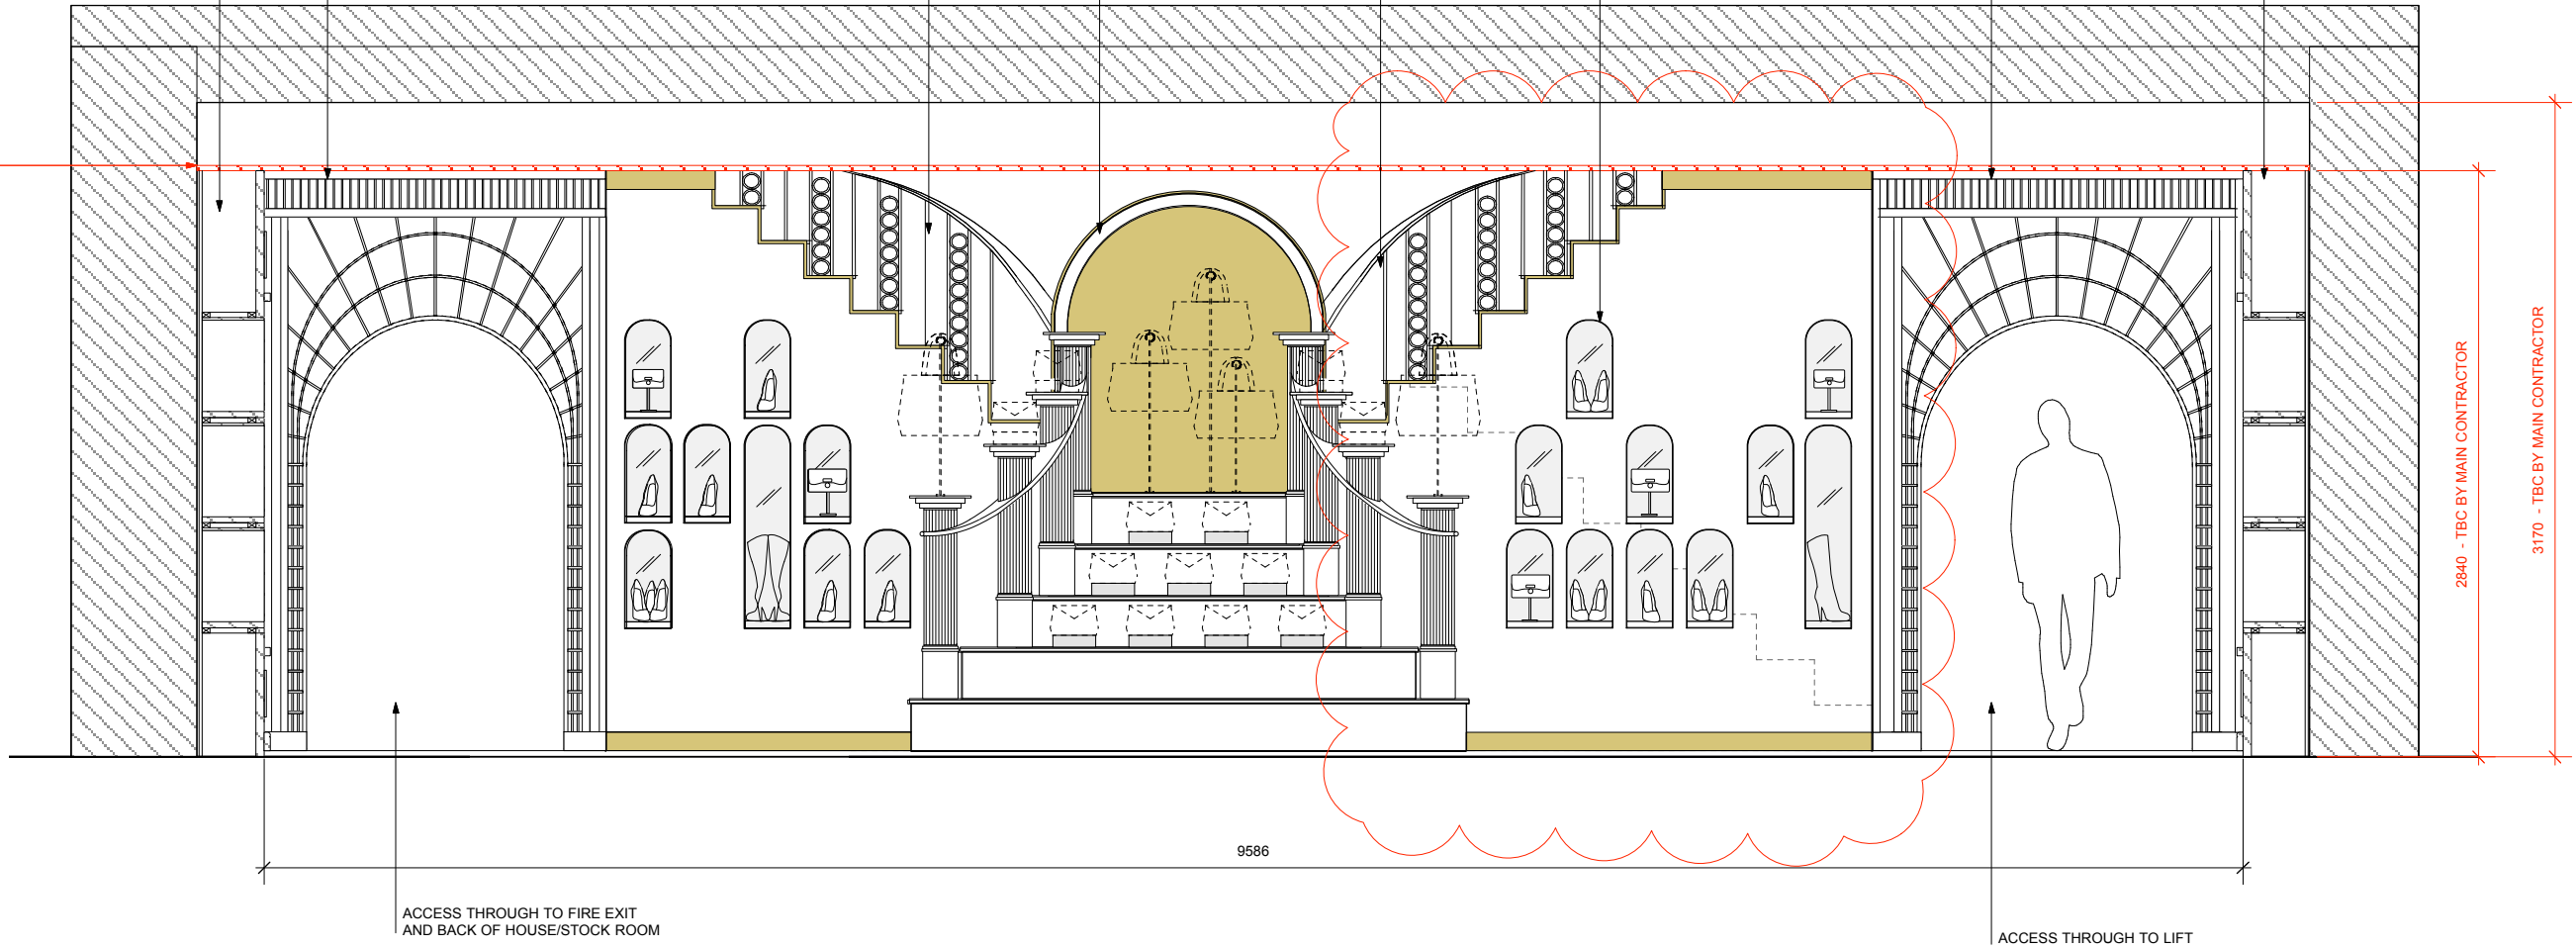 2840 - TBC BY MAIN CONTRACTOR
3170 - TBC BY MAIN CONTRACTOR
9586
ACCESS THROUGH TO FIRE EXIT
AND BACK OF HOUSE/STOCK ROOM
ACCESS THROUGH TO LIFT